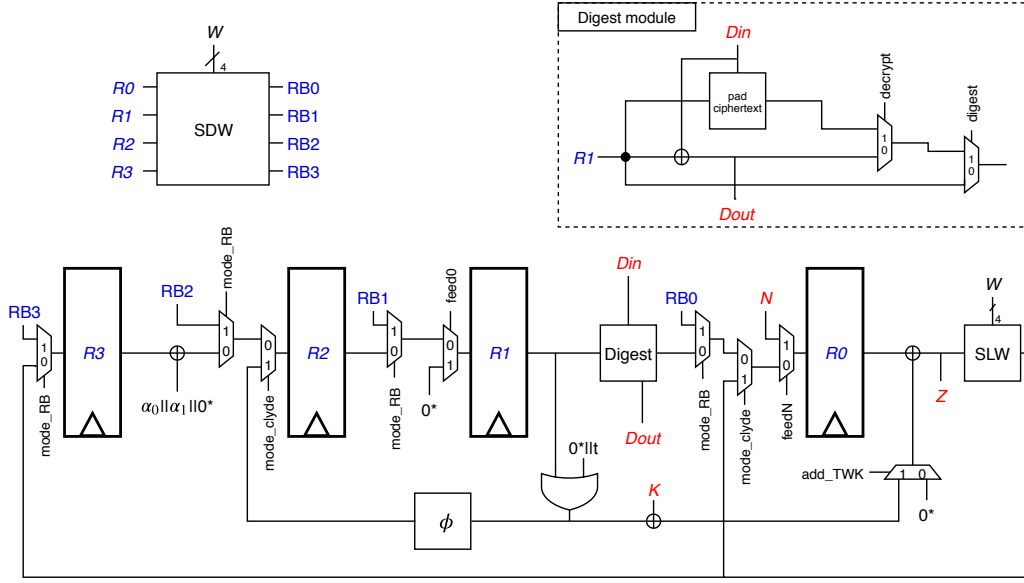 Digest module
W
4
SDW
R0
R1
R2
R3
RB0
RB1
RB2
RB3
Din
pad
ciphertext
decrypt
digest
1
0
1
0
R1
Dout
RB3
1
0
mode_RB
R3
RB2
mode_RB
1
0
α0||α1||0*
0
1
mode_clyde
R2
RB1
1
0
mode_RB
feed0
0
1
0*
R1
Din
Digest
Dout
RB0
1
0
mode_RB
0
1
mode_clyde
N
1
0
feedN
R0
Z
W
4
SLW
0*||t
ϕ
K
add_TWK
1 0
0*